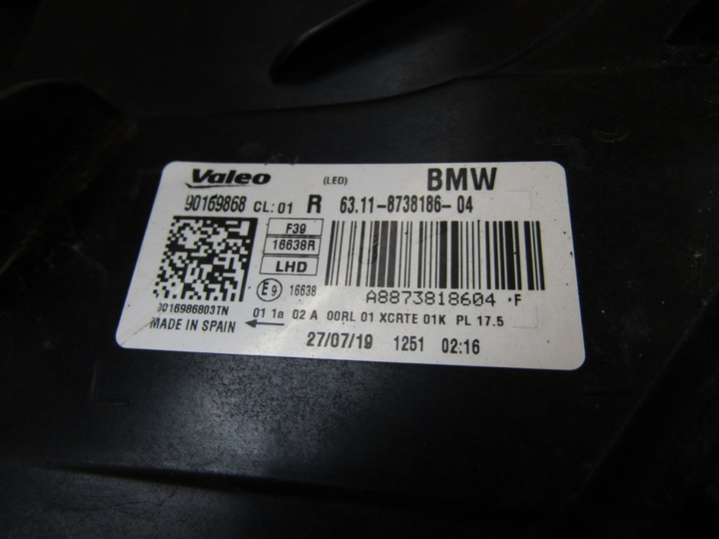 Valeo (LED) BMW
90169868 CL:01 R 63.11-8738186-04
F39
16638R
LHD
E9 16638 A8873818604 ·F
9016986803TN 01 1a 02 A 00RL 01 XCRTE 01K PL 17.5
MADE IN SPAIN 27/07/19 1251 02:16